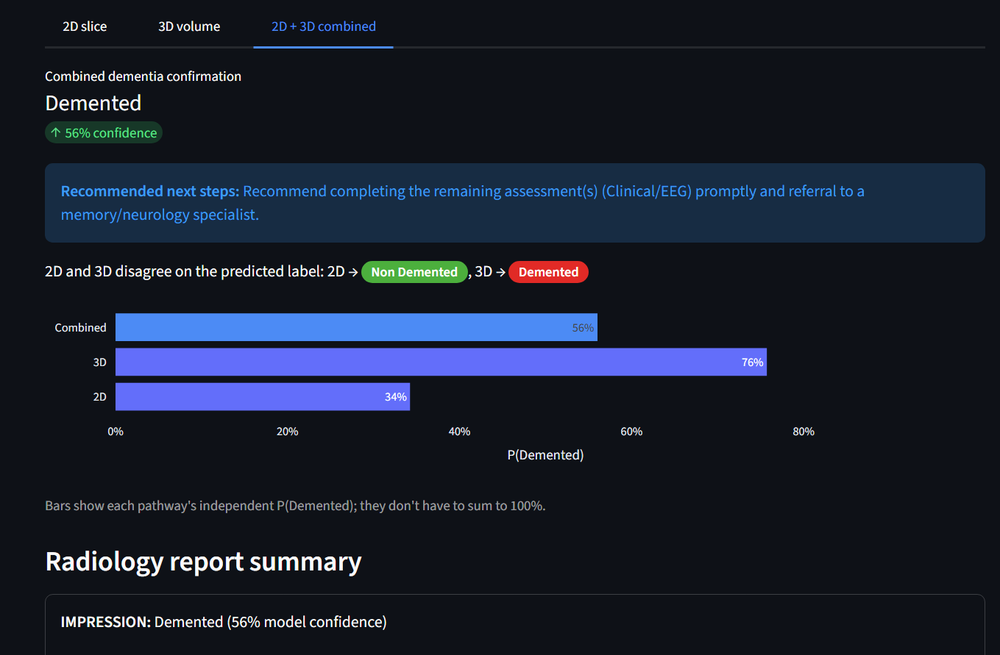 2D slice 3D volume 2D + 3D combined
Combined dementia confirmation
Demented
↑ 56% confidence
Recommended next steps: Recommend completing the remaining assessment(s) (Clinical/EEG) promptly and referral to a
memory/neurology specialist.
2D and 3D disagree on the predicted label: 2D → Non Demented, 3D → Demented
Combined 56%
3D 76%
2D 34%
0% 20% 40% 60% 80%
P(Demented)
Bars show each pathway's independent P(Demented); they don't have to sum to 100%.
Radiology report summary
IMPRESSION: Demented (56% model confidence)